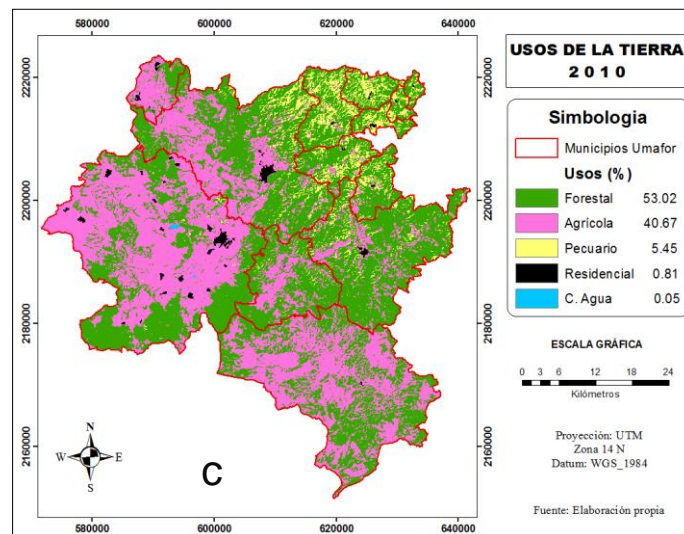 580000 600000 620000 640000
USOS DE LA TIERRA
2010
Simbologia
Municipios Umafor
Usos (%)
Forestal 53.02
Agrícola 40.67
Pecuario 5.45
Residencial 0.81
C. Agua 0.05
ESCALA GRÁFICA
0 3 6 12 18 24
Kilómetros
Proyección: UTM
Zona 14 N
Datum: WGS_1984
Fuente: Elaboración propia
2220000 2220000
2200000 2200000
2180000 2180000
2160000 2160000
N
W E
S
C
580000 600000 620000 640000